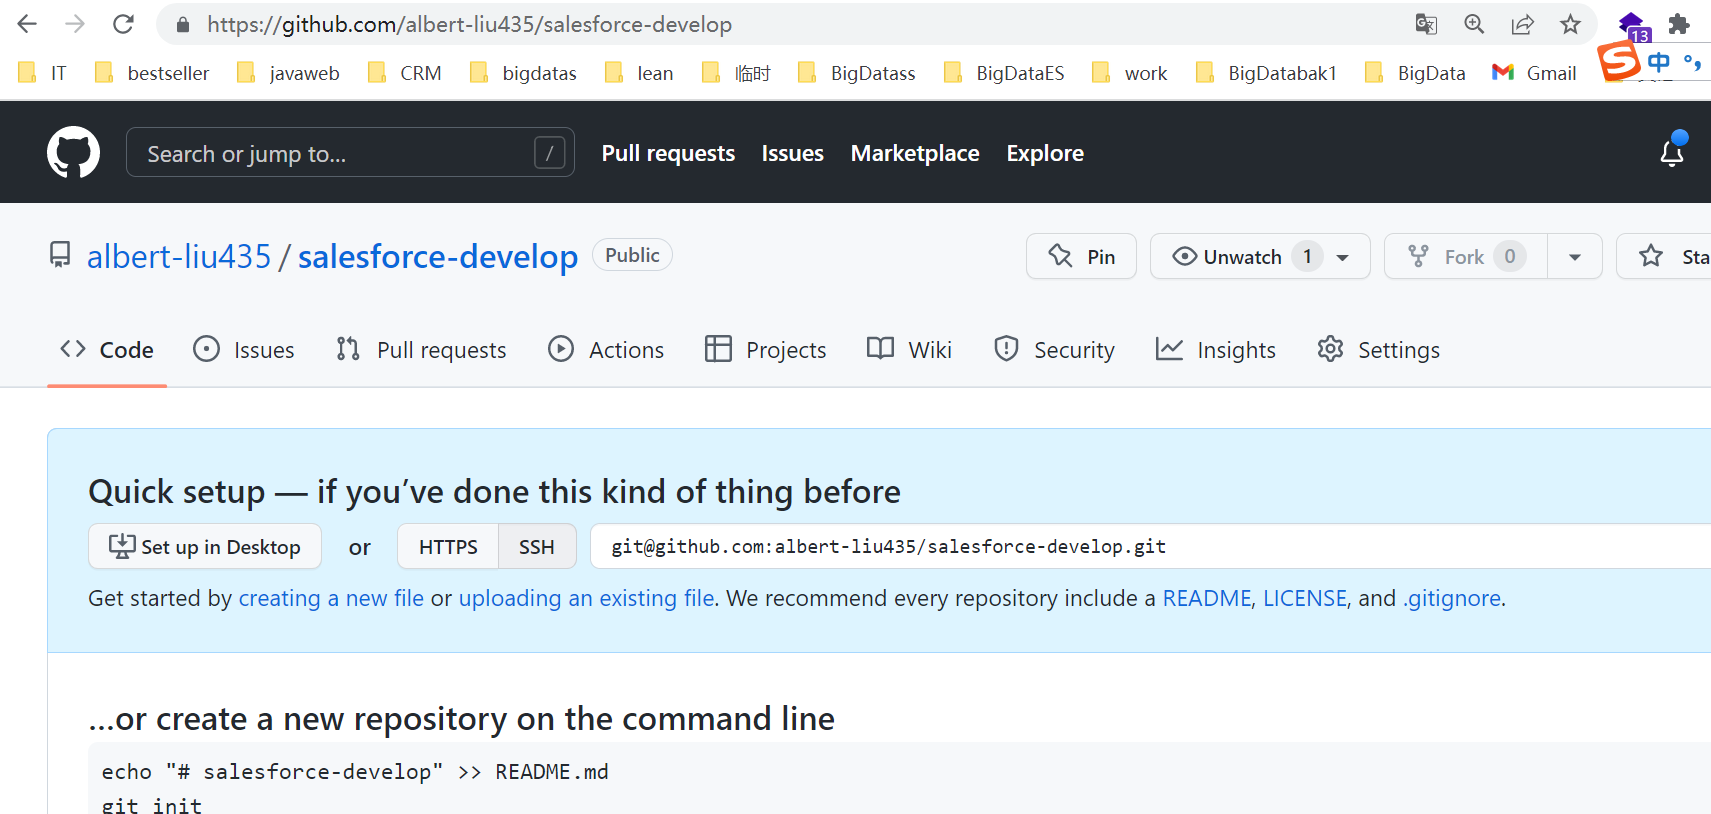 https://github.com/albert-liu435/salesforce-develop
13
IT bestseller javaweb CRM bigdatas lean 临时 BigDatass BigDataES work BigDatabak1 BigData Gmail 中
Search or jump to... / Pull requests Issues Marketplace Explore
albert-liu435 / salesforce-develop Public Pin Unwatch 1 Fork 0 Sta
Code Issues Pull requests Actions Projects Wiki Security Insights Settings
Quick setup — if you’ve done this kind of thing before
Set up in Desktop or HTTPS SSH git@github.com:albert-liu435/salesforce-develop.git
Get started by creating a new file or uploading an existing file. We recommend every repository include a README, LICENSE, and .gitignore.
…or create a new repository on the command line
echo "# salesforce-develop" >> README.md
git init